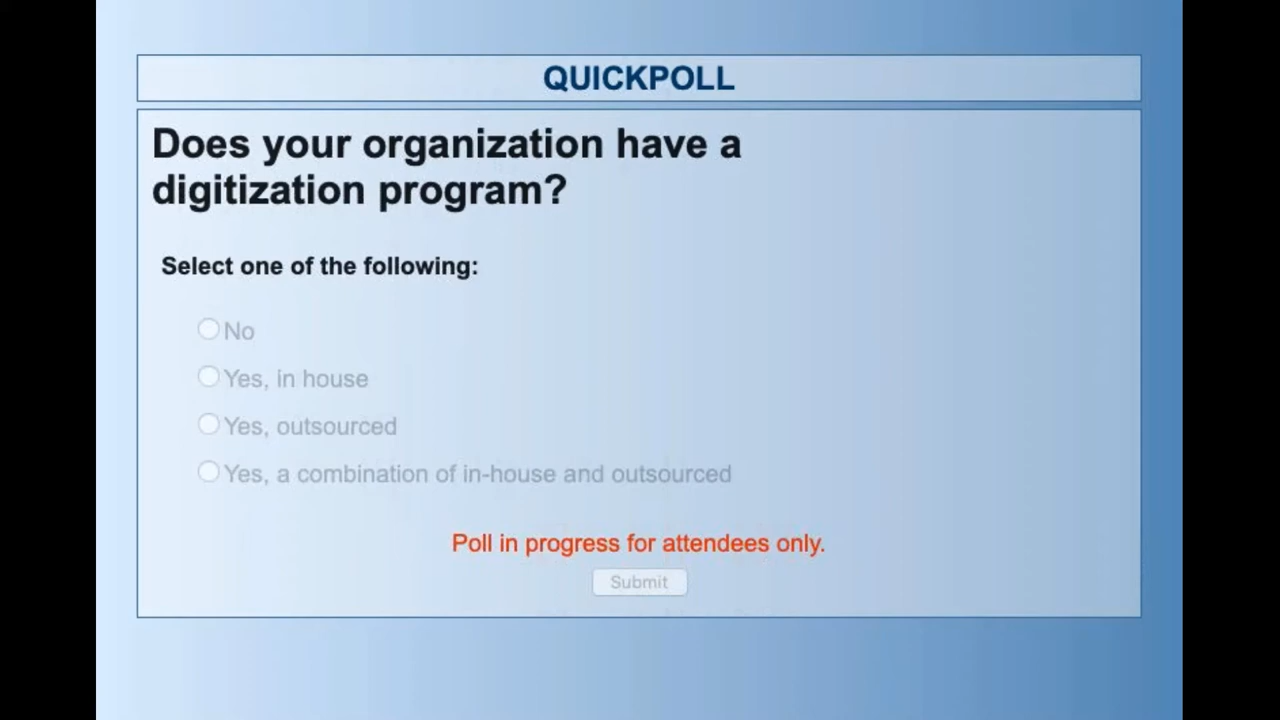 QUICKPOLL
Does your organization have a
digitization program?
Select one of the following:
No
Yes, in house
Yes, outsourced
Yes, a combination of in-house and outsourced
Poll in progress for attendees only.
Submit